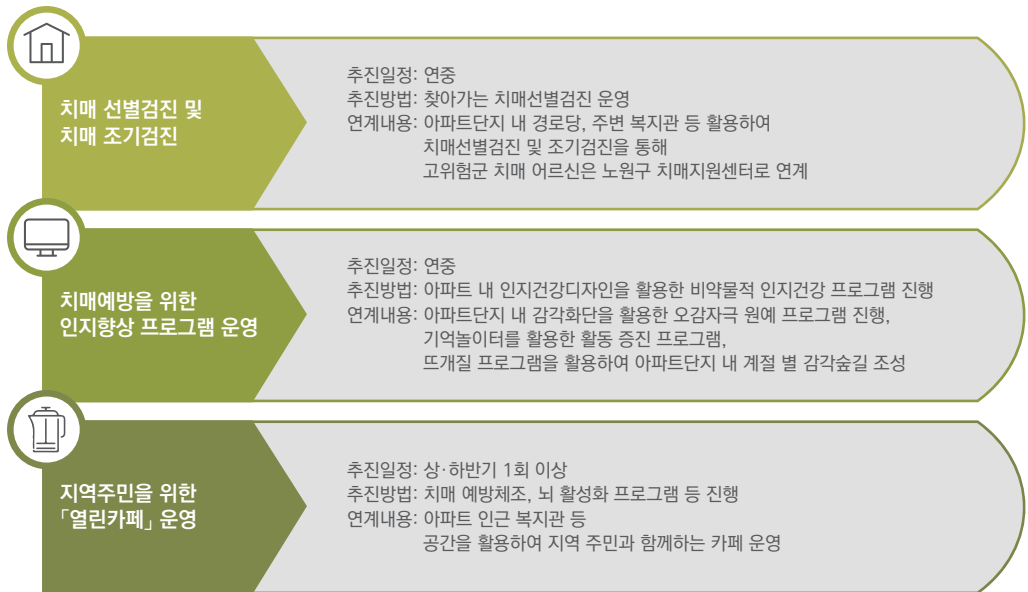 치매 선별검진 및
치매 조기검진
추진일정: 연중
추진방법: 찾아가는 치매선별검진 운영
연계내용: 아파트단지 내 경로당, 주변 복지관 등 활용하여
치매선별검진 및 조기검진을 통해
고위험군 치매 어르신은 노원구 치매지원센터로 연계
치매예방을 위한
인지향상 프로그램 운영
추진일정: 연중
추진방법: 아파트 내 인지건강디자인을 활용한 비약물적 인지건강 프로그램 진행
연계내용: 아파트단지 내 감각화단을 활용한 오감자극 원예 프로그램 진행,
기억놀이터를 활용한 활동 증진 프로그램,
뜨개질 프로그램을 활용하여 아파트단지 내 계절 별 감각숲길 조성
지역주민을 위한
「열린카페」 운영
추진일정: 상·하반기 1회 이상
추진방법: 치매 예방체조, 뇌 활성화 프로그램 등 진행
연계내용: 아파트 인근 복지관 등
공간을 활용하여 지역 주민과 함께하는 카페 운영